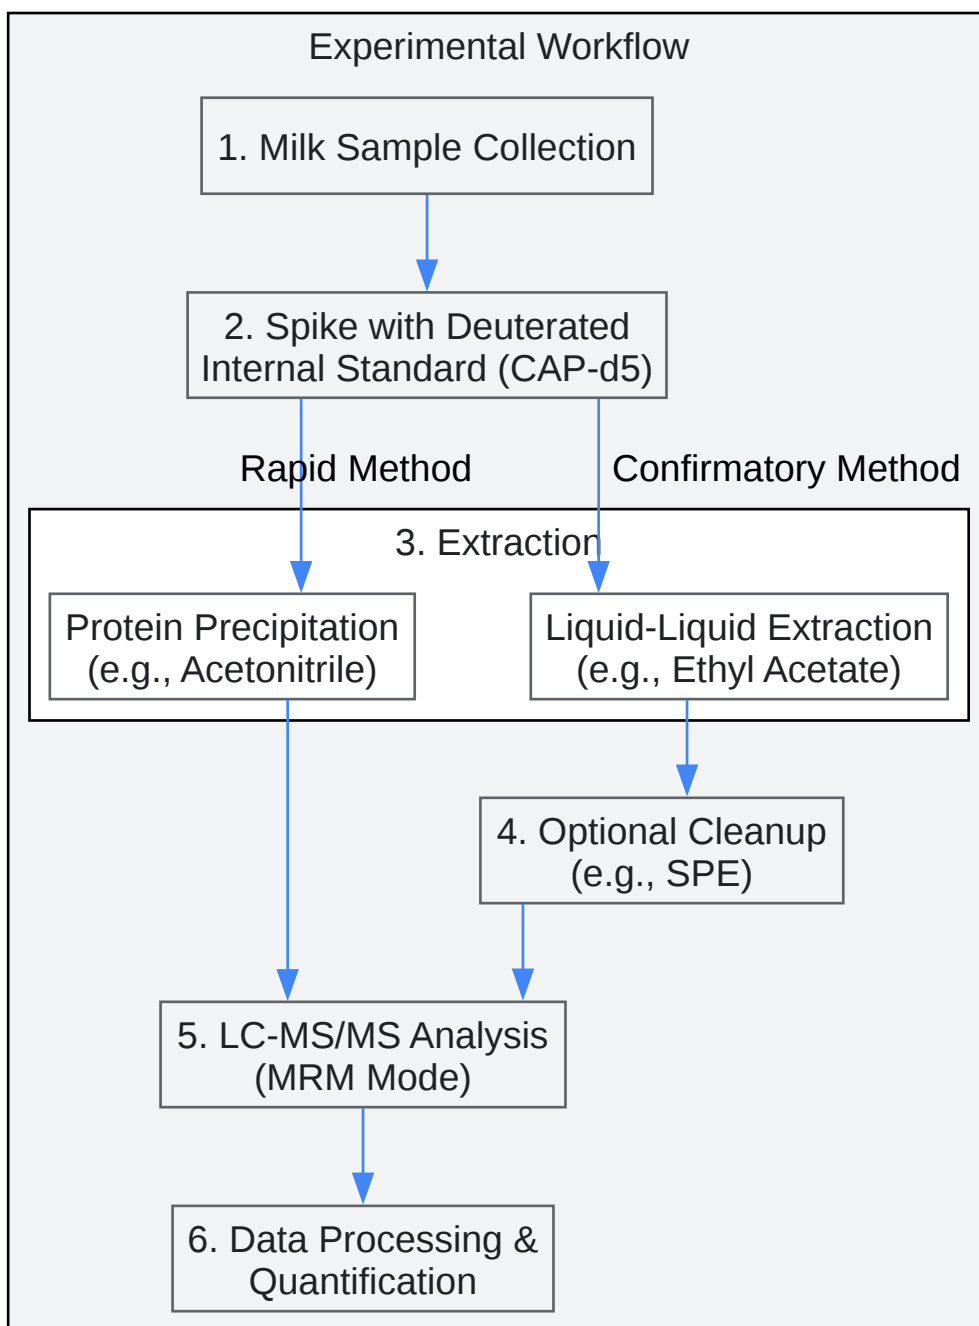 Experimental Workflow
1. Milk Sample Collection
2. Spike with Deuterated
Internal Standard (CAP-d5)
Rapid Method
Confirmatory Method
3. Extraction
Protein Precipitation
(e.g., Acetonitrile)
Liquid-Liquid Extraction
(e.g., Ethyl Acetate)
4. Optional Cleanup
(e.g., SPE)
5. LC-MS/MS Analysis
(MRM Mode)
6. Data Processing &
Quantification